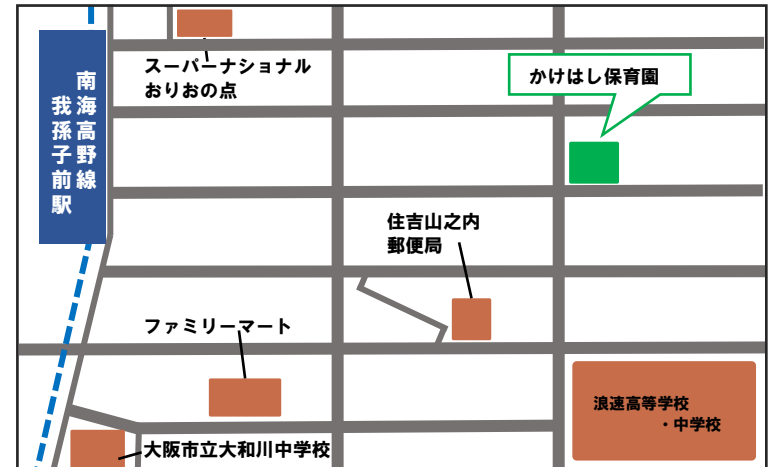 スーパーナショナル
おりおの点
かけはし保育園
南海高野線
我孫子前駅
住吉山之内
郵便局
ファミリーマート
浪速高等学校
・中学校
大阪市立大和川中学校